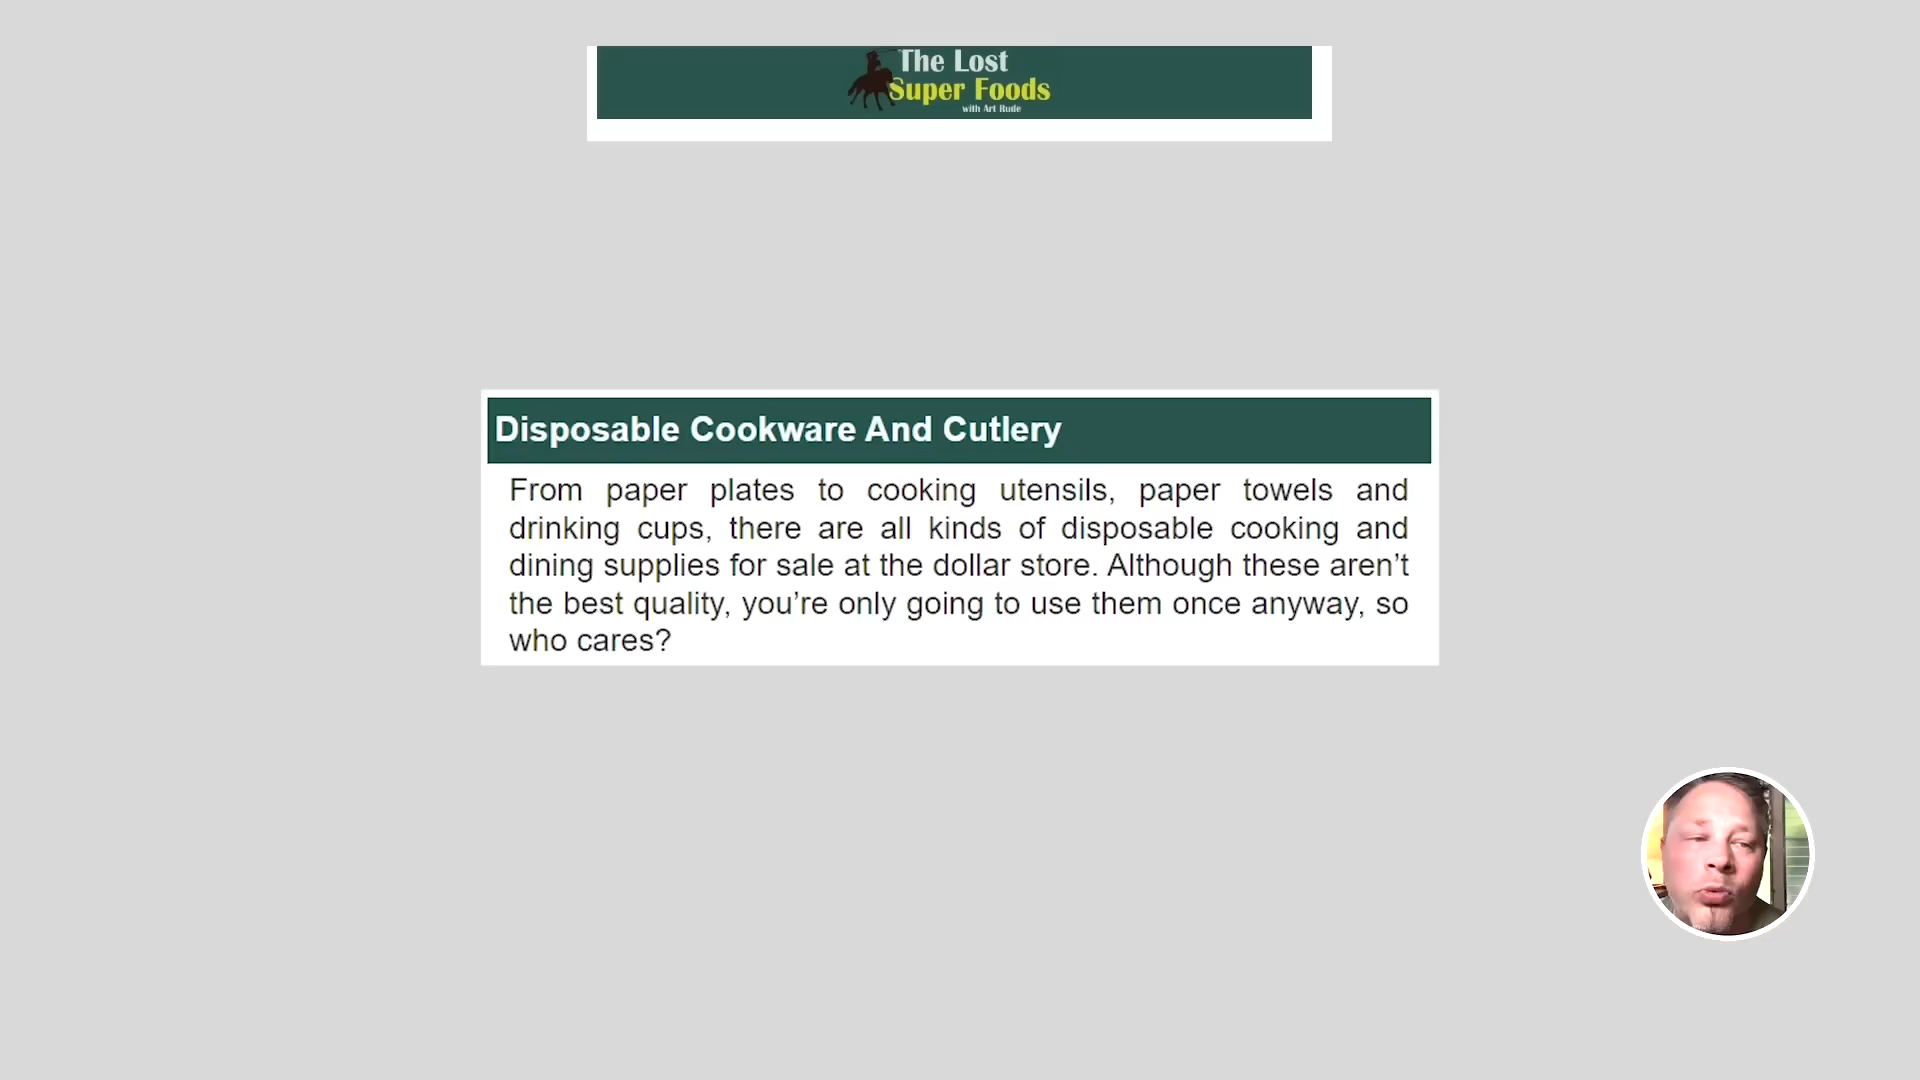 The Lost
Super Foods
with Art Rude
Disposable Cookware And Cutlery
From paper plates to cooking utensils, paper towels and
drinking cups, there are all kinds of disposable cooking and
dining supplies for sale at the dollar store. Although these aren’t
the best quality, you’re only going to use them once anyway, so
who cares?